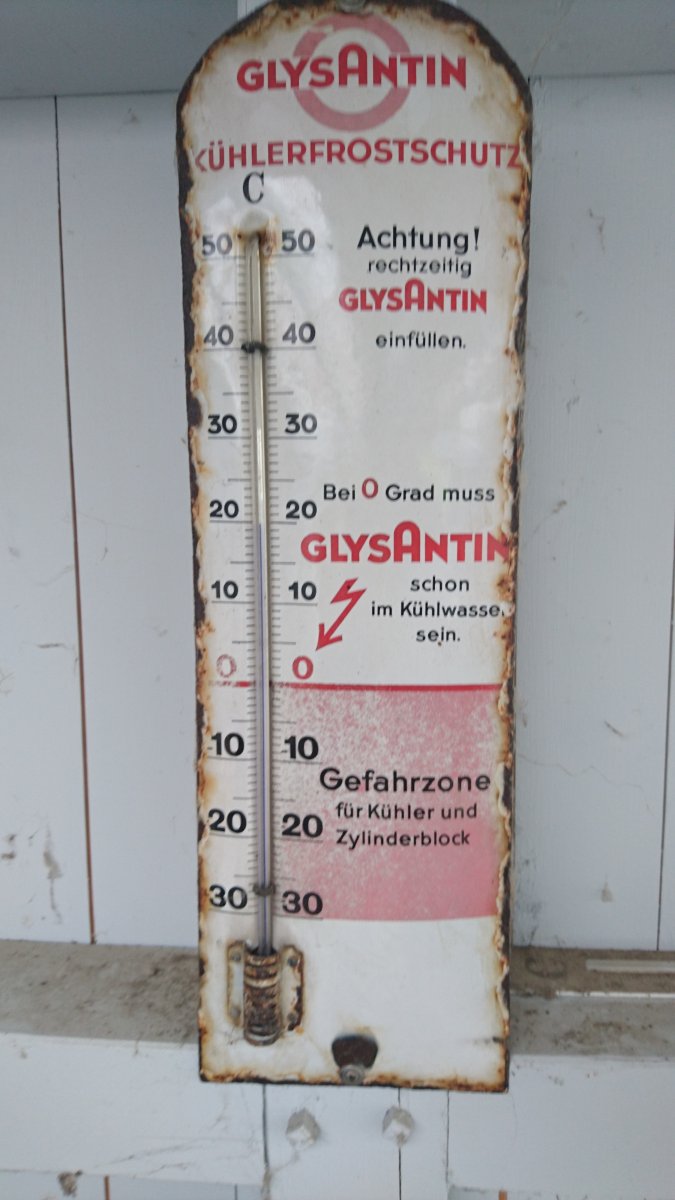 GLYSANTIN
KÜHLERFROSTSCHUTZ
C
50 50
Achtung!
rechtzeitig
GLYSANTIN
40 40
einfüllen.
30 30
Bei 0 Grad muss
20 20
GLYSANTIN
10 10
schon
im Kühlwasser
sein.
0 0
10 10
Gefahrzone
für Kühler und
20 20
Zylinderblock
30 30